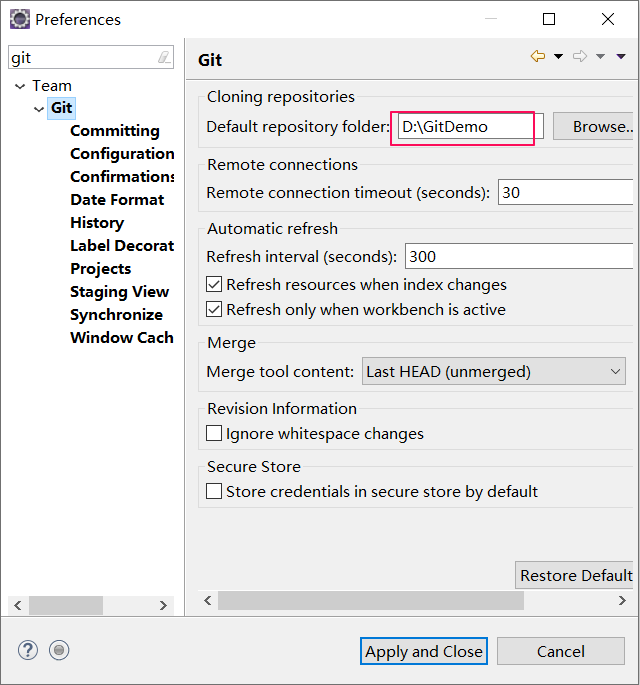 Preferences
git
Team
Git
Committing
Configuration
Confirmations
Date Format
History
Label Decorat
Projects
Staging View
Synchronize
Window Cach
Git
Cloning repositories
Default repository folder: D:\GitDemo Browse..
Remote connections
Remote connection timeout (seconds): 30
Automatic refresh
Refresh interval (seconds): 300
Refresh resources when index changes
Refresh only when workbench is active
Merge
Merge tool content: Last HEAD (unmerged)
Revision Information
Ignore whitespace changes
Secure Store
Store credentials in secure store by default
Restore Default
Apply and Close Cancel